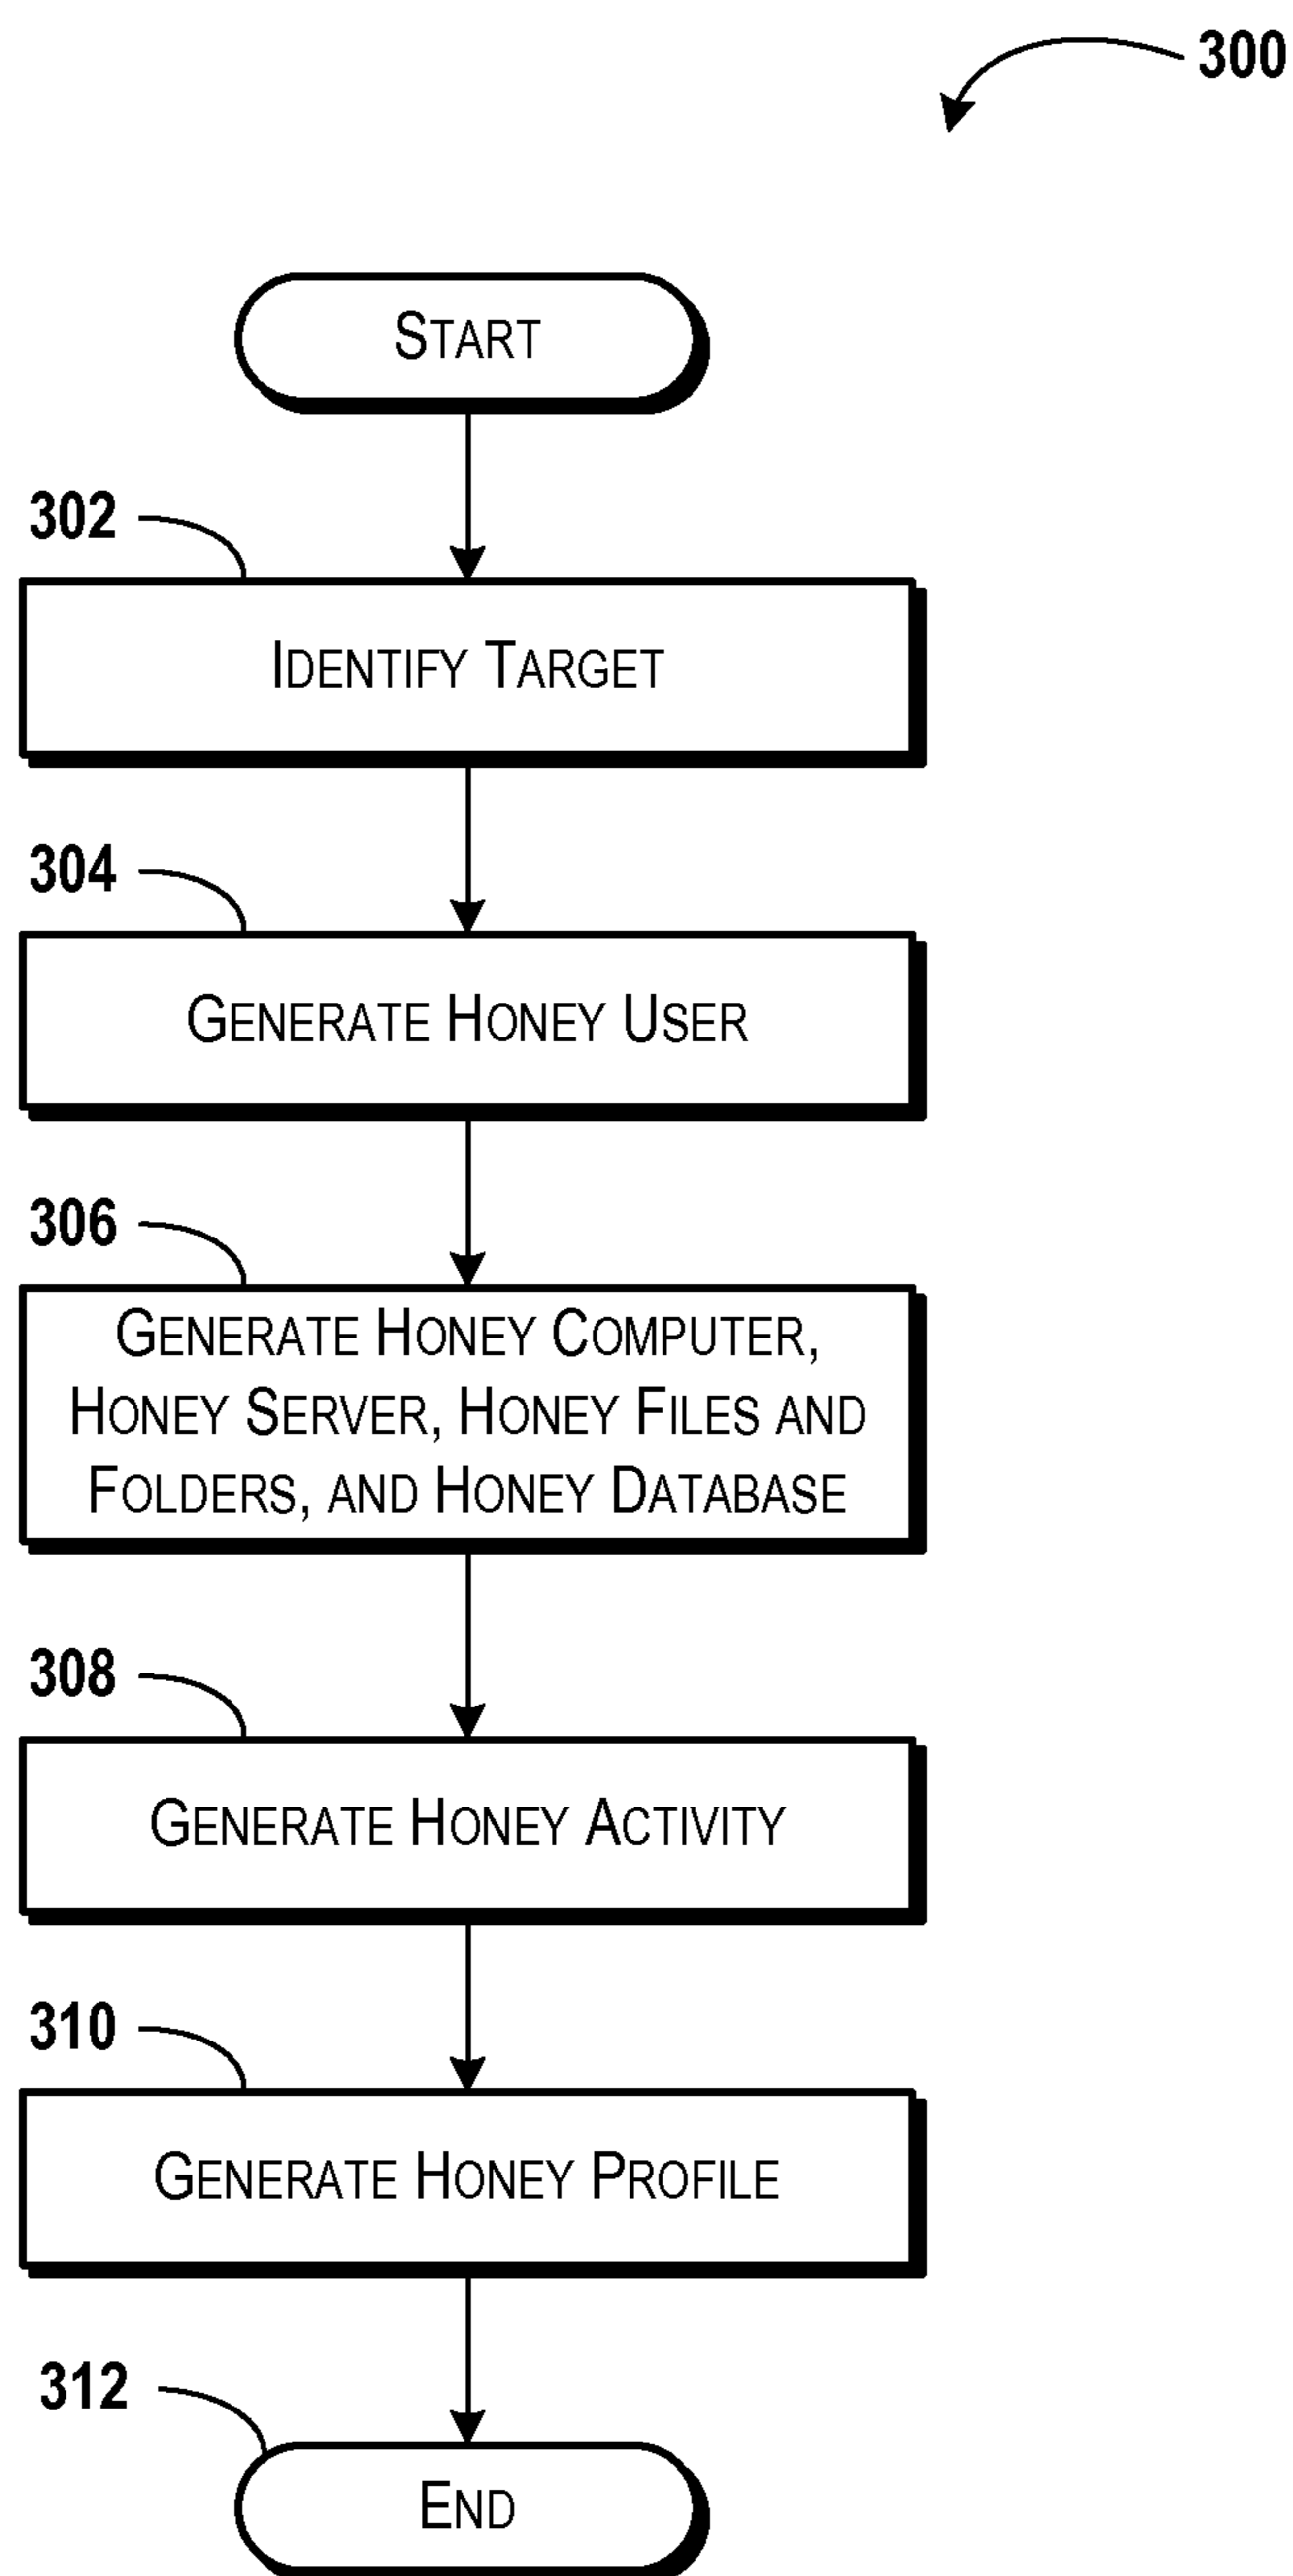 300
START
302
IDENTIFY TARGET
304
GENERATE HONEY USER
306
GENERATE HONEY COMPUTER,
HONEY SERVER, HONEY FILES AND
FOLDERS, AND HONEY DATABASE
308
GENERATE HONEY ACTIVITY
310
GENERATE HONEY PROFILE
312
END